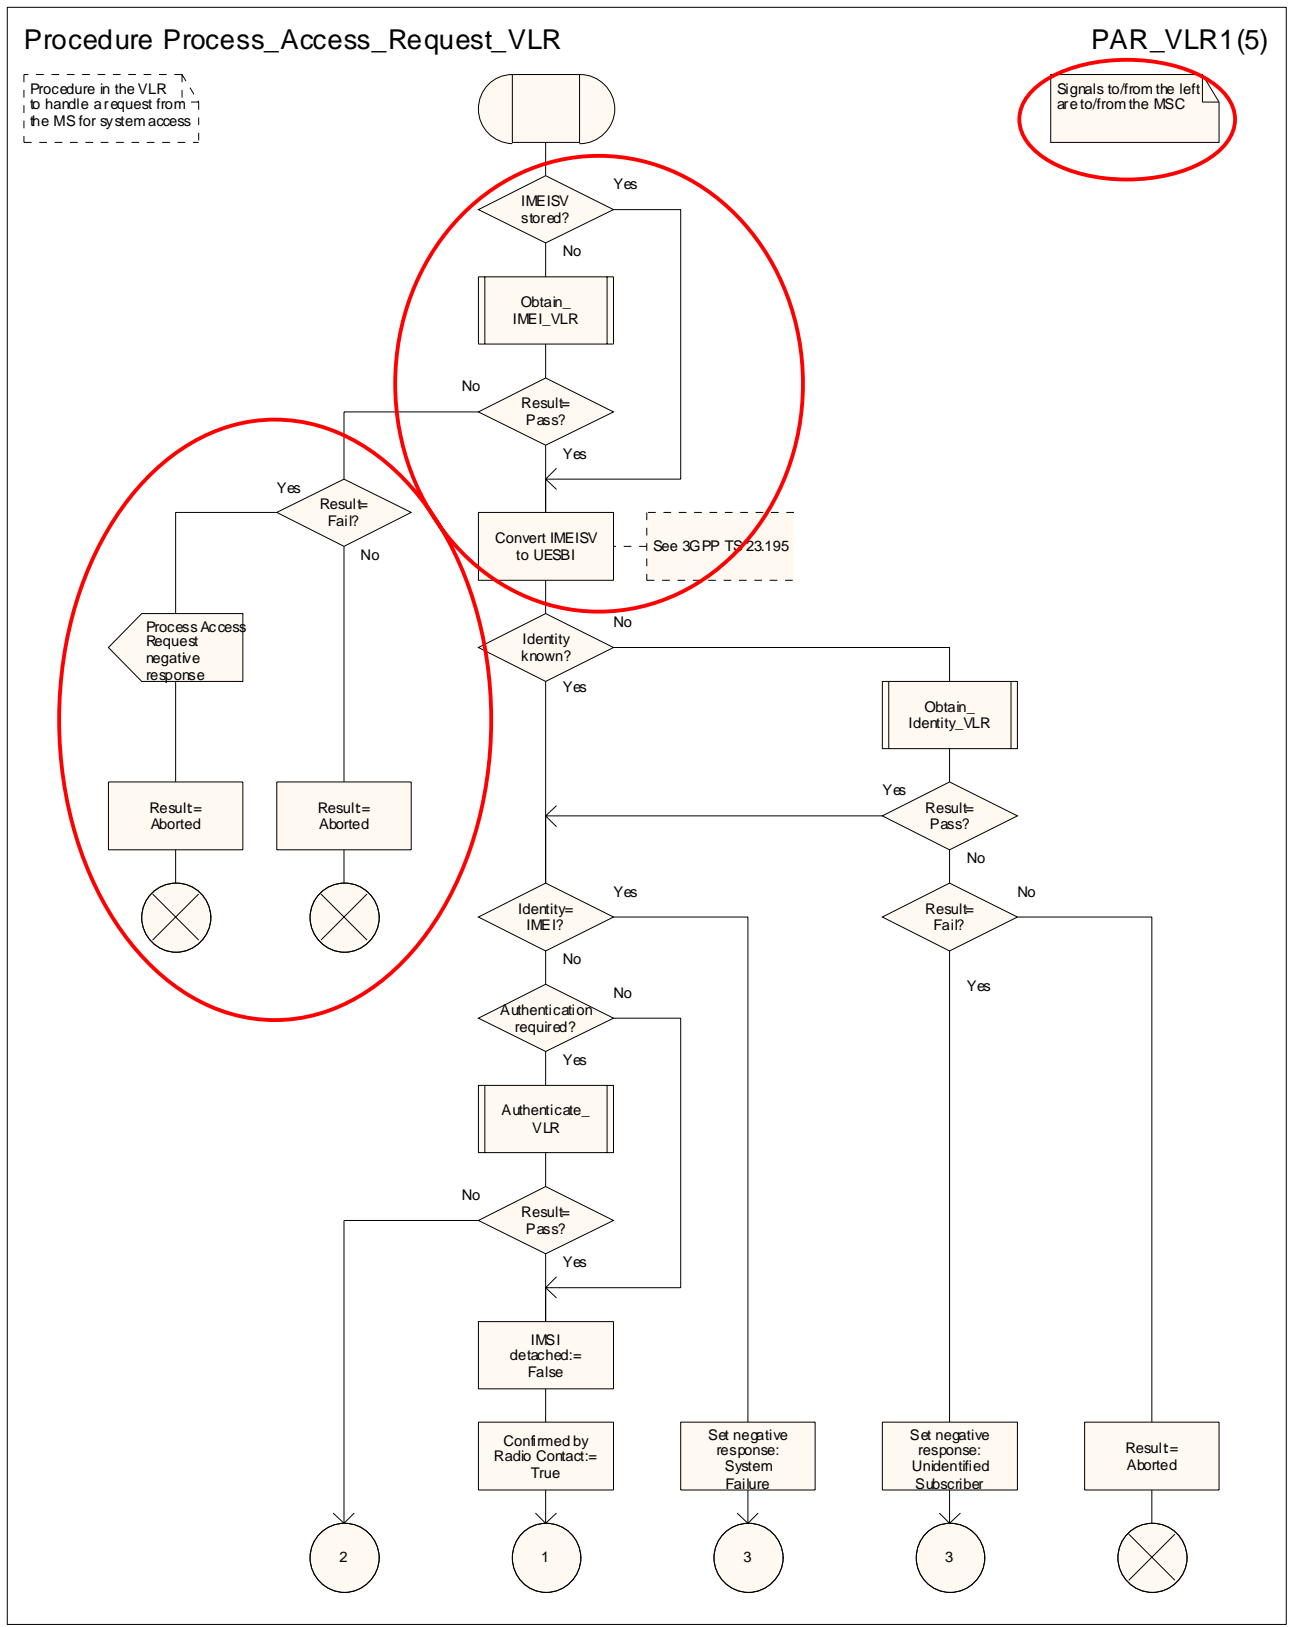 Procedure Process_Access_Request_VLR
PAR_VLR1(5)
Procedure in the VLR
to handle a request from
the MS for system access
Signals to/from the left
are to/from the MSC
IMEISV
stored?
Yes
No
Obtain_
IMEI_VLR
Result=
Pass?
No
Yes
Result=
Fail?
Yes
No
Convert IMEISV
to UESBI
See 3GPP TS 23.195
Process Access
Request
negative
response
Identity
known?
No
Yes
Obtain_
Identity_VLR
Result:=
Aborted
Result:=
Aborted
Result=
Pass?
Yes
No
Identity=
IMEI?
Yes
No
Result=
Fail?
No
Yes
Authentication
required?
No
Yes
Authenticate_
VLR
Result=
Pass?
No
Yes
IMSI
detached:=
False
Confirmed by
Radio Contact:=
True
Set negative
response:
System
Failure
Set negative
response:
Unidentified
Subscriber
Result:=
Aborted
2
1
3
3